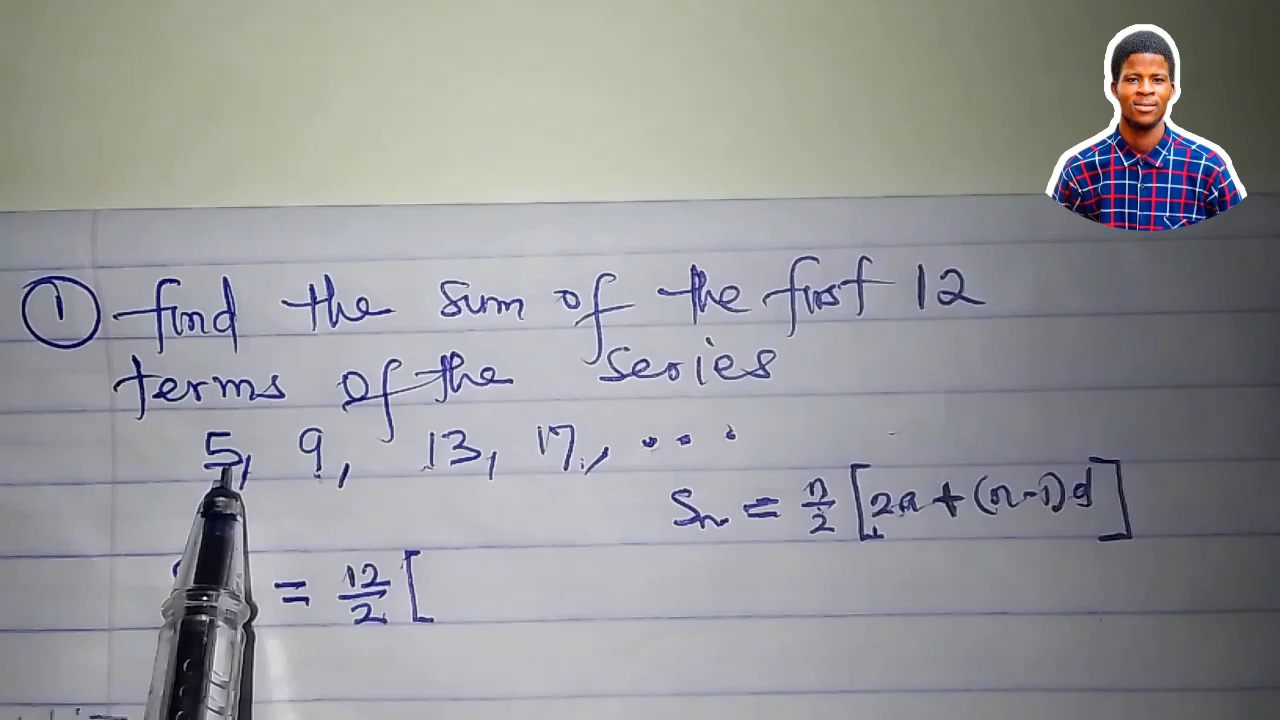 ① find the sum of the first 12
terms of the series
5, 9, 13, 17, ...
Sn = n/2 [2a + (n-1)d]
= 12/2 [